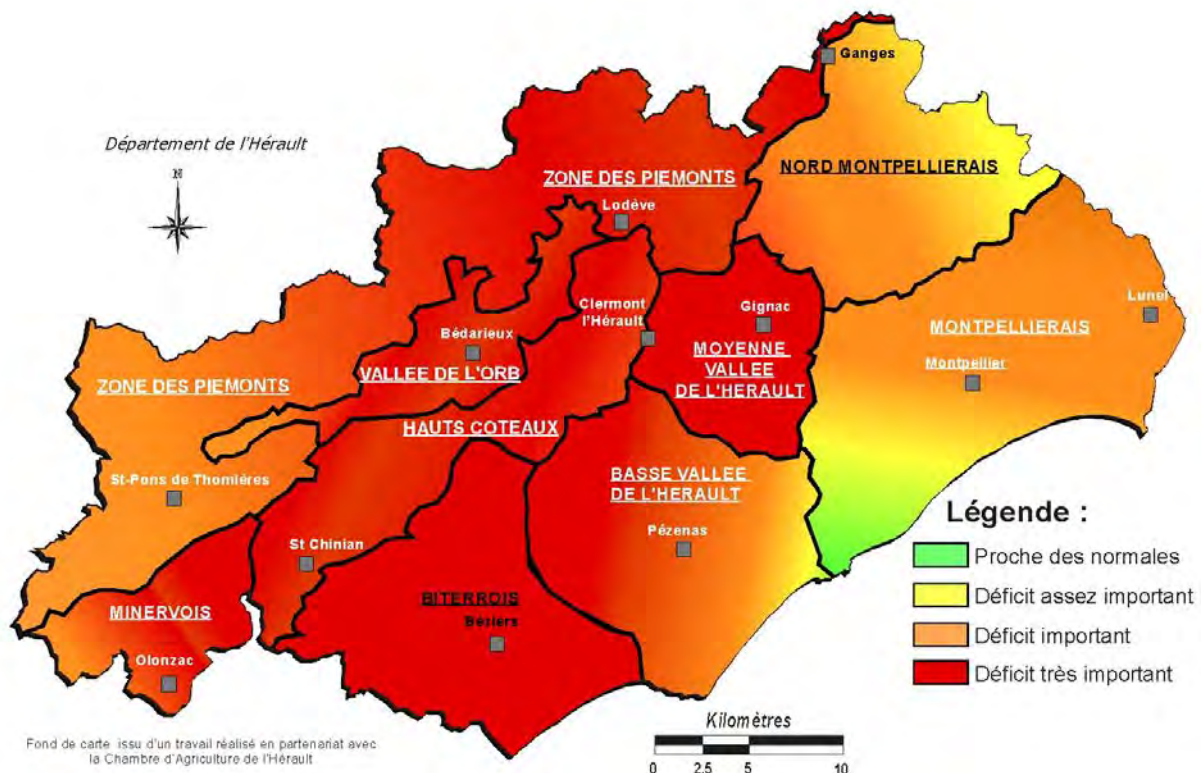 Ganges
Département de l'Hérault
N
NORD MONTPELLIERAIS
ZONE DES PIEMONTS
Lodève
Clermont
l'Hérault
Gignac
Lunel
MONTPELLIERAIS
Bédarieux
MOYENNE
VALLEE
DE L'HERAULT
Montpellier
VALLEE DE L'ORB
ZONE DES PIEMONTS
HAUTS COTEAUX
St-Pons de Thomières
BASSE VALLEE
DE L'HERAULT
Pézenas
St Chinian
Légende :
Proche des normales
Déficit assez important
Déficit important
Déficit très important
MINERVOIS
BITERROIS
Béziers
Olonzac
Kilomètres
0 2.5 5 10
Fond de carte issu d'un travail réalisé en partenariat avec
la Chambre d'Agriculture de l'Hérault